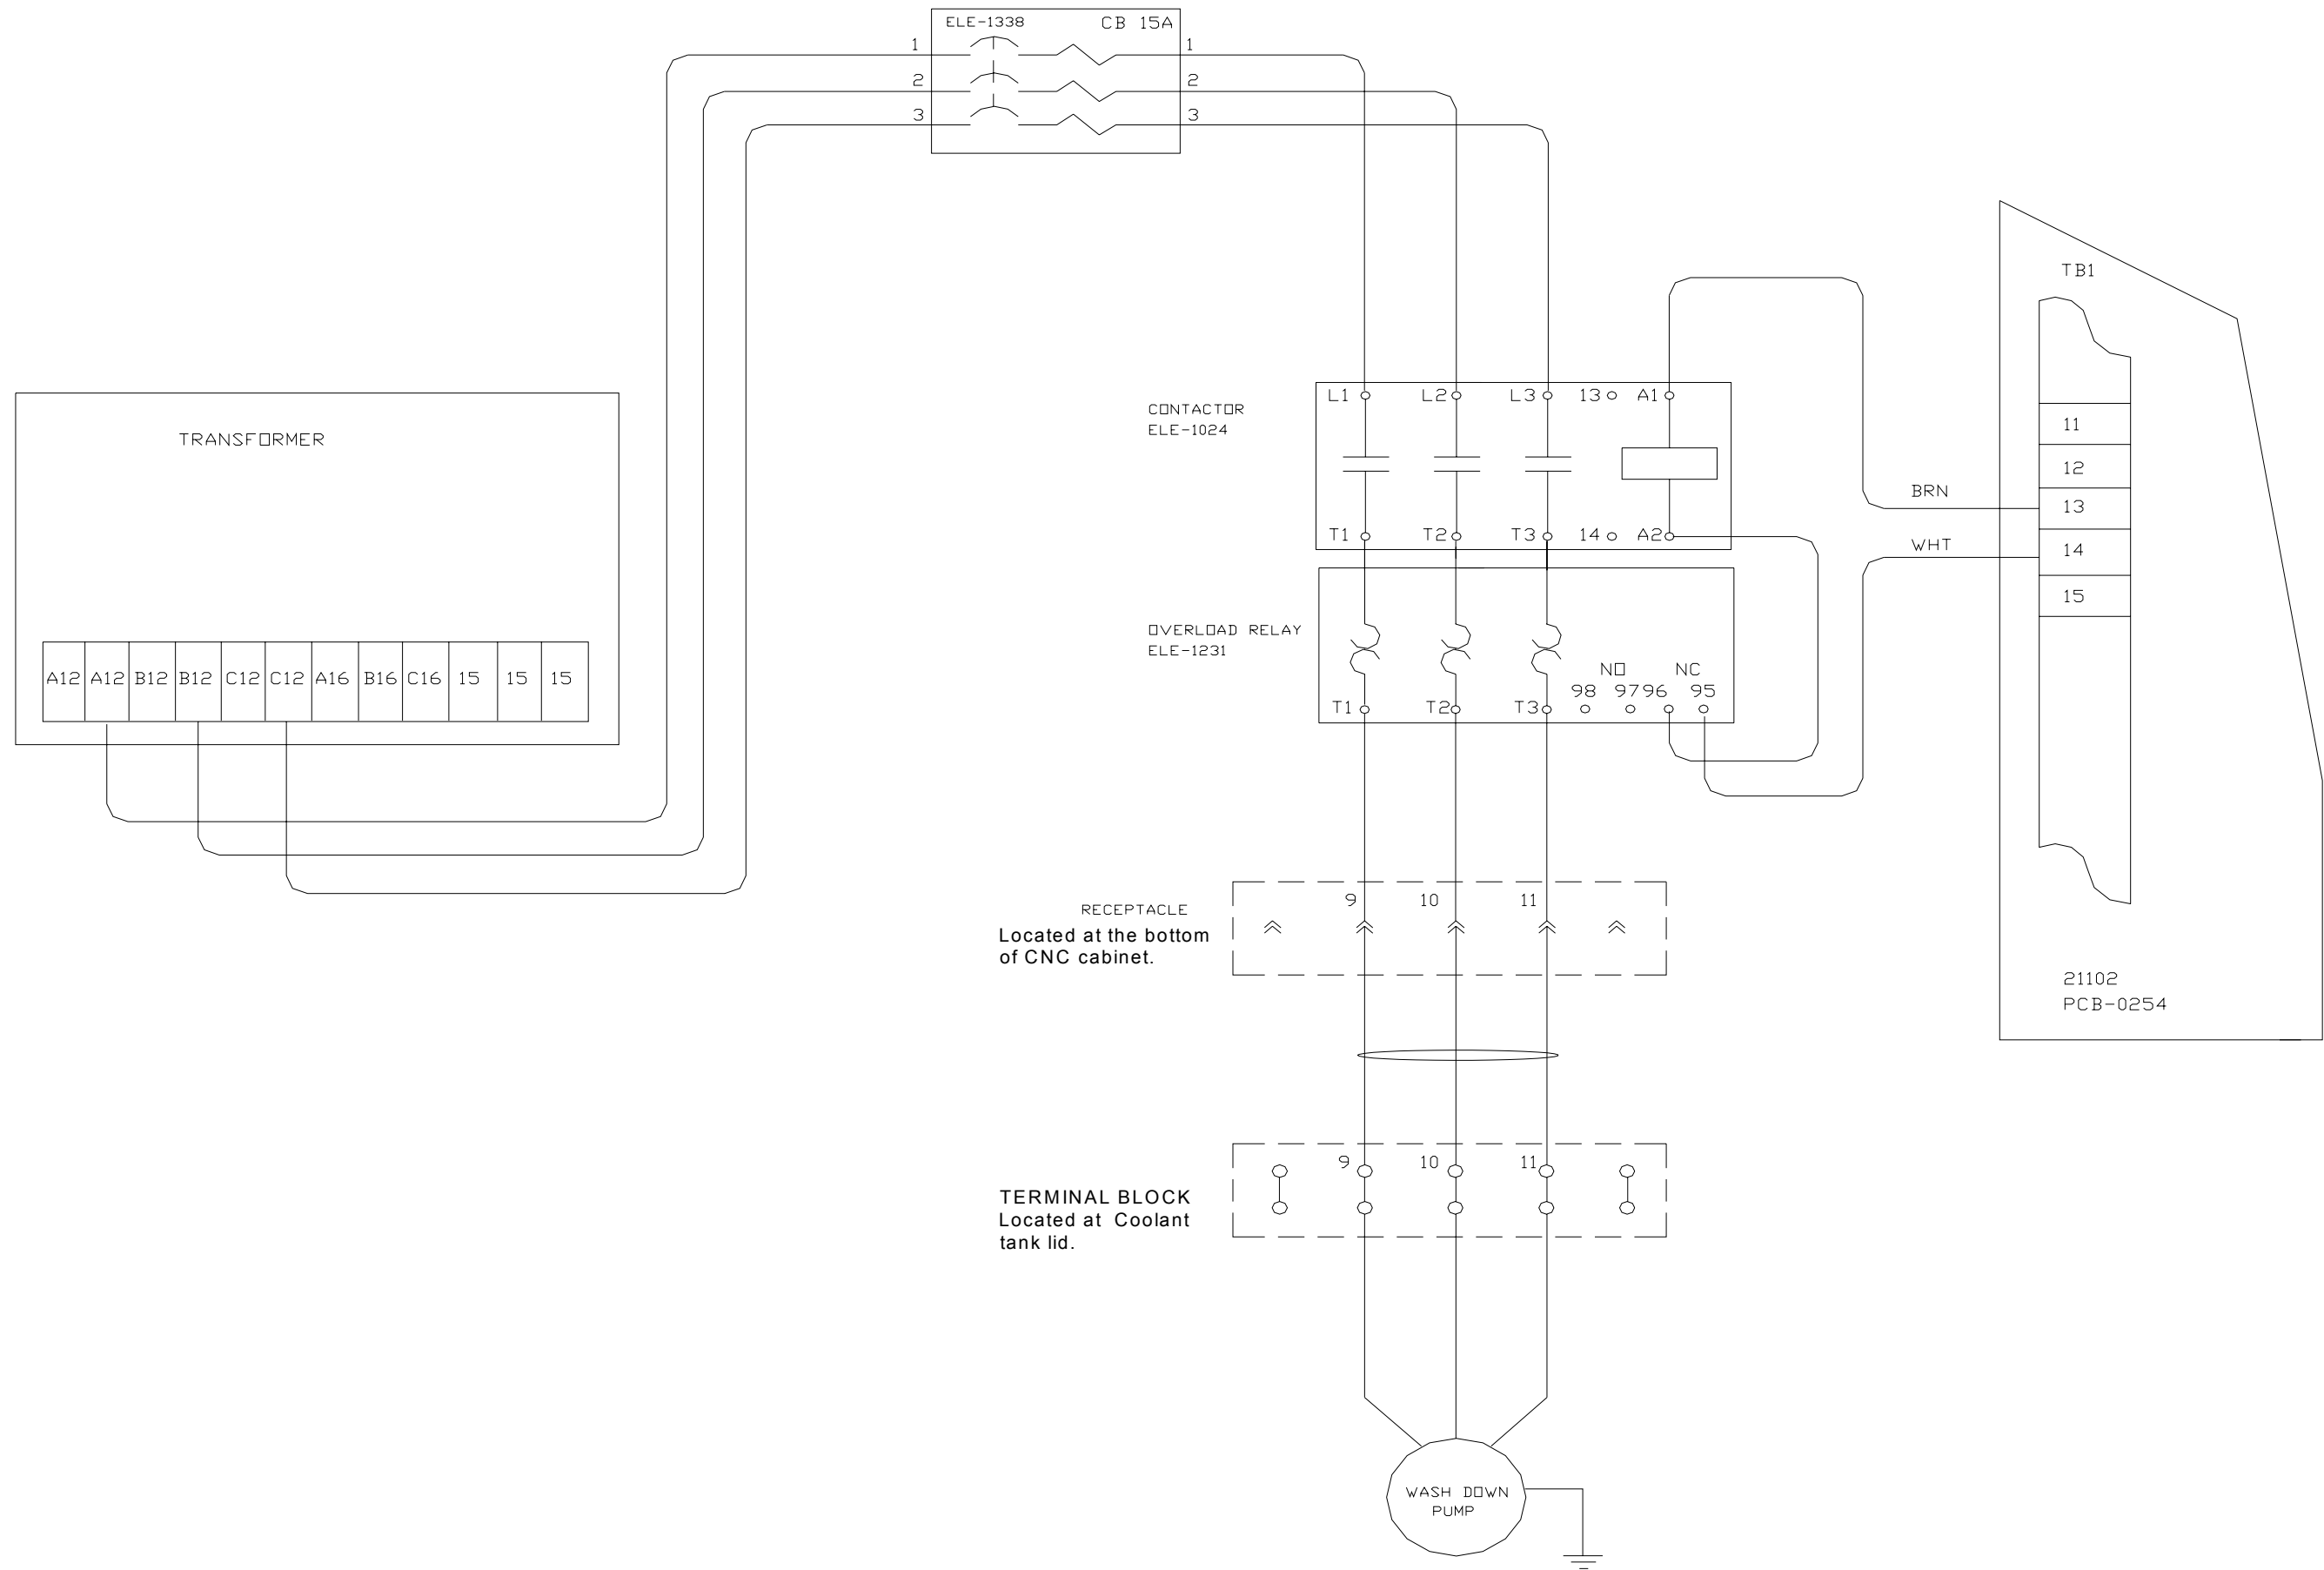 ELE-1338 CB 15A
1 1
2 2
3 3
TB1
TRANSFORMER
A12 A12 B12 B12 C12 C12 A16 B16 C16 15 15 15
CONTACTOR
ELE-1024
L1 L2 L3 13 A1
T1 T2 T3 14 A2
OVERLOAD RELAY
ELE-1231
NO NC
98 97 96 95
T1 T2 T3
BRN
WHT
11
12
13
14
15
21102
PCB-0254
RECEPTACLE
Located at the bottom
of CNC cabinet.
9 10 11
TERMINAL BLOCK
Located at Coolant
tank lid.
9 10 11
WASH DOWN
PUMP